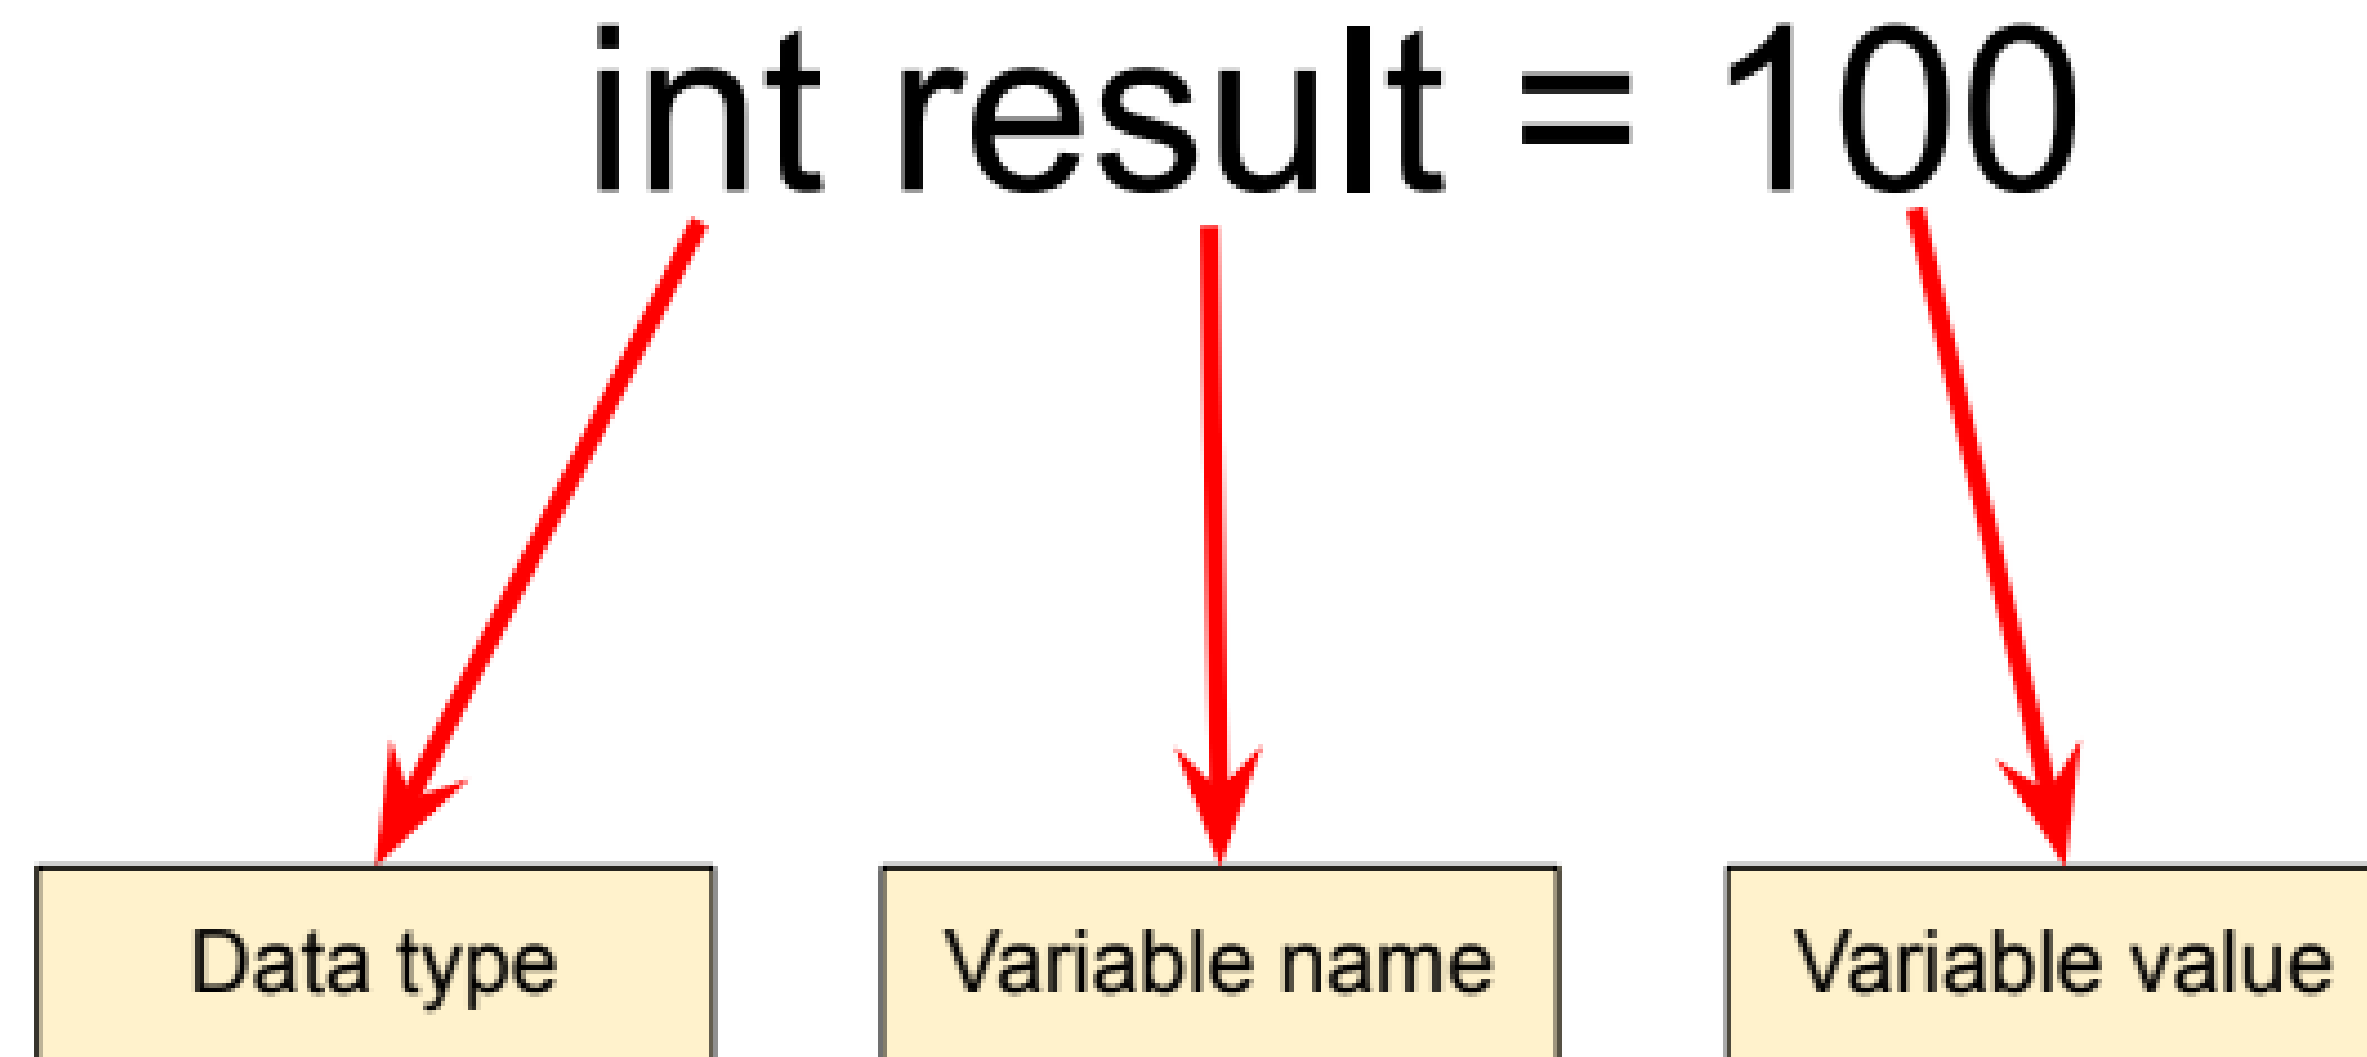 int result = 100
Data type
Variable name
Variable value